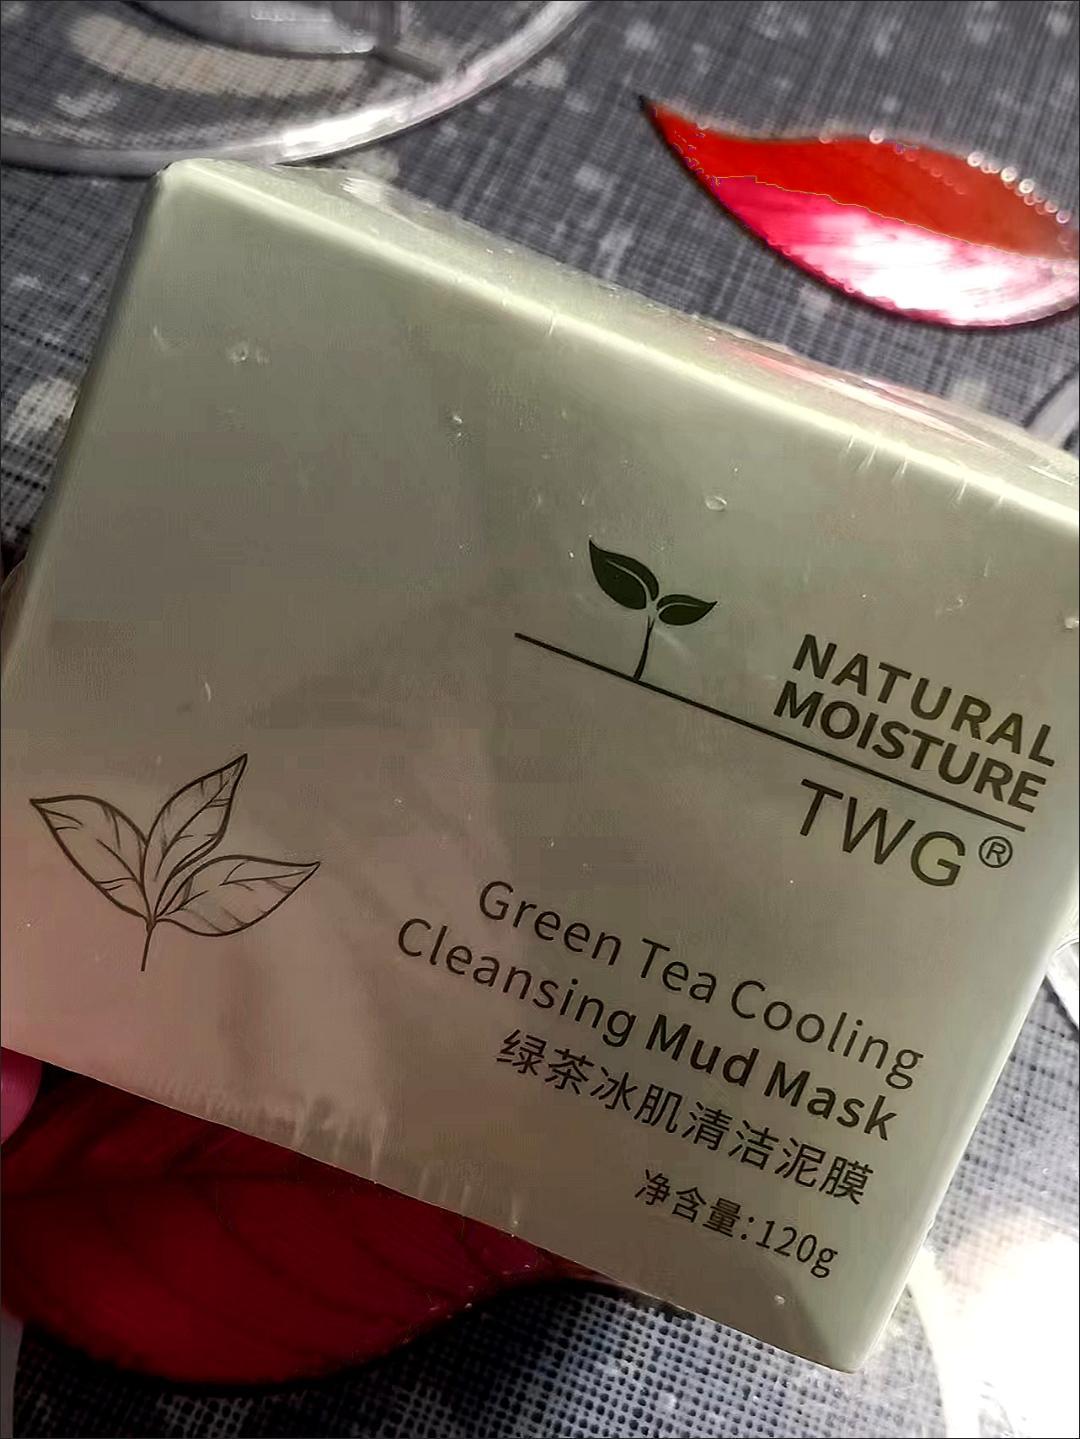 NATURAL
MOISTURE
TWG®
Green Tea Cooling
Cleansing Mud Mask
绿茶冰肌清洁泥膜
净含量:120g